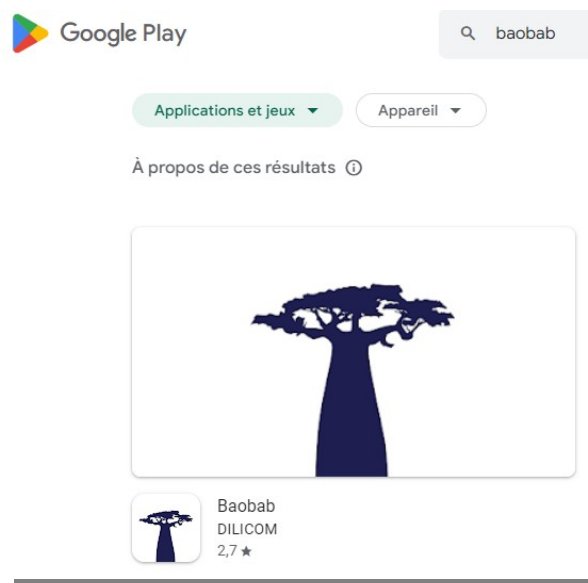 Google Play
baobab
Applications et jeux
Appareil
À propos de ces résultats
Baobab
DILICOM
2,7★